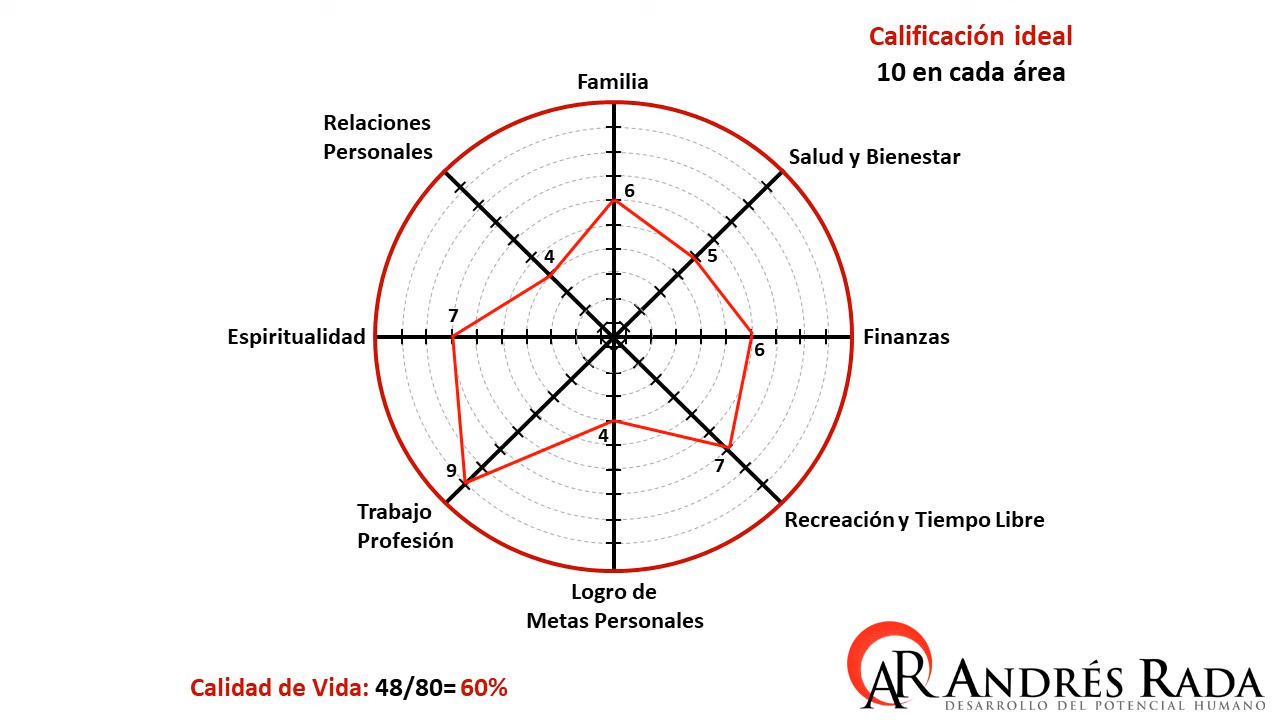 Calificación ideal
10 en cada área
Familia
Relaciones
Personales
Salud y Bienestar
6
4
5
7
Espiritualidad
Finanzas
6
4
7
9
Trabajo
Profesión
Recreación y Tiempo Libre
Logro de
Metas Personales
Calidad de Vida: 48/80= 60%
AR ANDRÉS RADA
DESARROLLO DEL POTENCIAL HUMANO